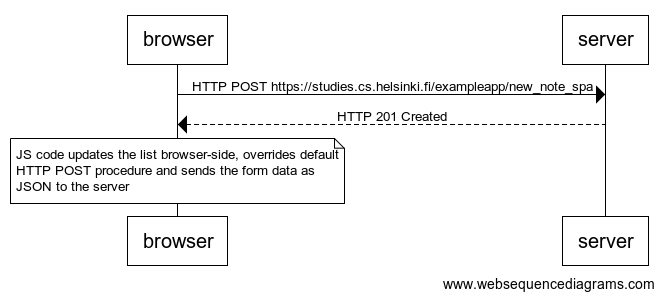 browser
server
HTTP POST https://studies.cs.helsinki.fi/exampleapp/new_note_spa
HTTP 201 Created
JS code updates the list browser-side, overrides default
HTTP POST procedure and sends the form data as
JSON to the server
browser
server
www.websequencediagrams.com